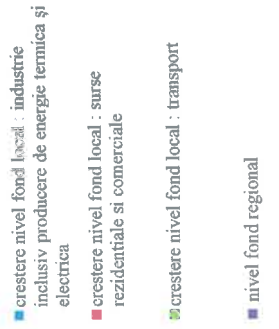 crestere nivel fond local : industrie
inclusiv producere de energie termica și
electrica
crestere nivel fond local : surse
rezidentiale si comerciale
crestere nivel fond local : transport
nivel fond regional